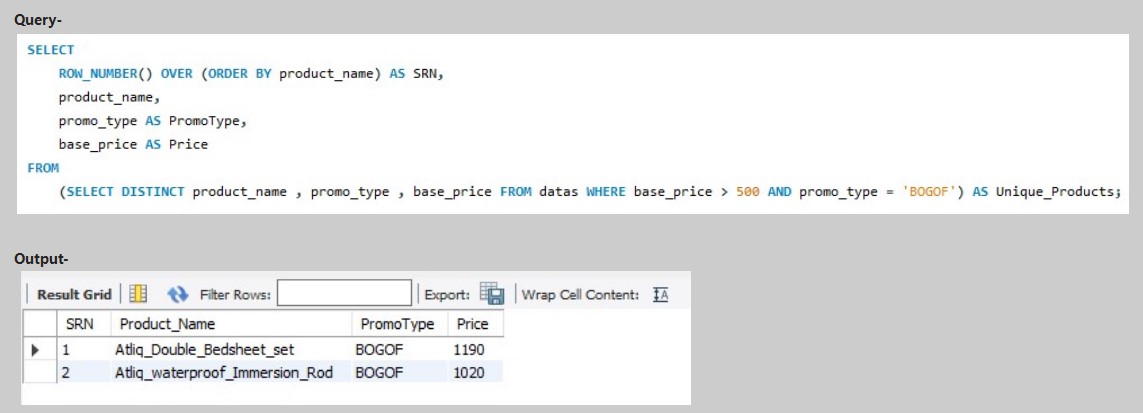 Query-
SELECT
ROW_NUMBER() OVER (ORDER BY product_name) AS SRN,
product_name,
promo_type AS PromoType,
base_price AS Price
FROM
(SELECT DISTINCT product_name , promo_type , base_price FROM datas WHERE base_price > 500 AND promo_type = 'BOGOF') AS Unique_Products;
Output-
Result Grid Filter Rows: Export: Wrap Cell Content: IA
SRN Product_Name PromoType Price
1 Atliq_Double_Bedsheet_set BOGOF 1190
2 Atliq_waterproof_Immersion_Rod BOGOF 1020